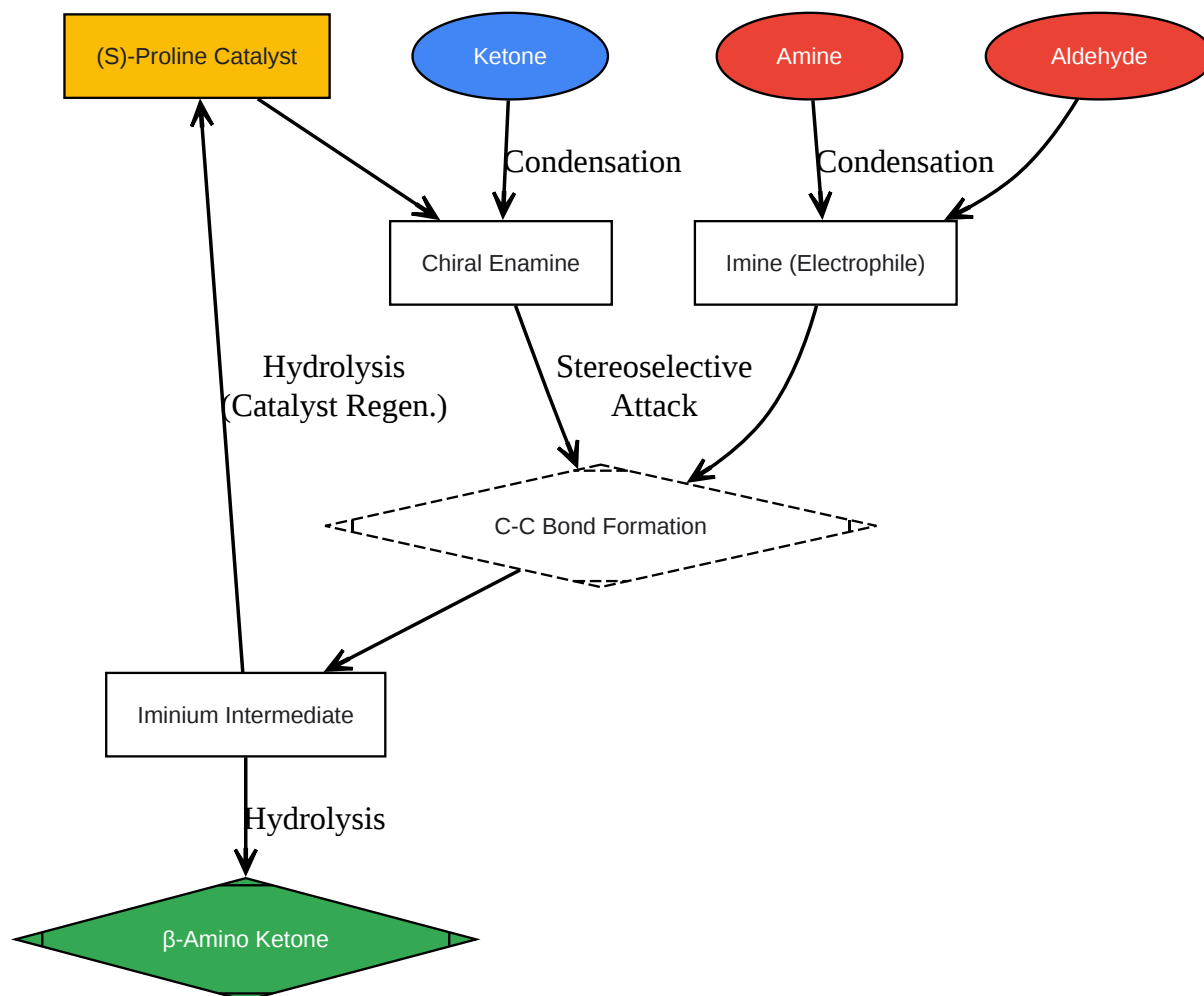 (S)-Proline Catalyst
Ketone
Amine
Aldehyde
Condensation
Condensation
Chiral Enamine
Imine (Electrophile)
Hydrolysis
(Catalyst Regen.)
Stereoselective
Attack
C-C Bond Formation
Iminium Intermediate
Hydrolysis
β-Amino Ketone